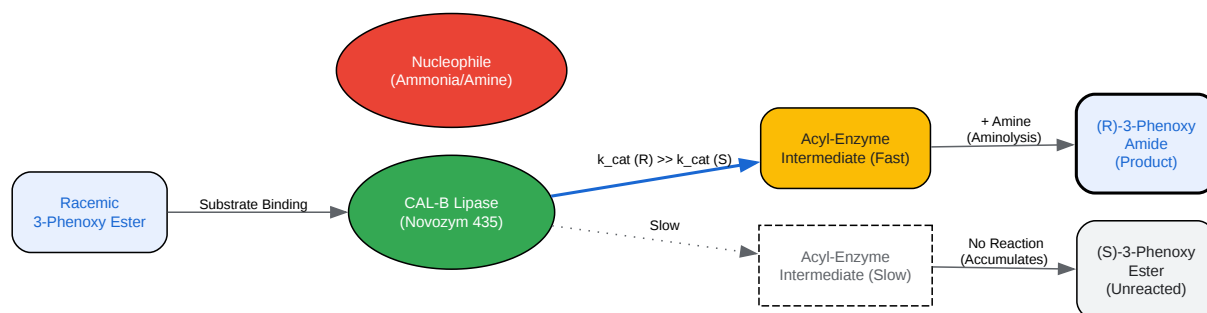 Nucleophile
(Ammonia/Amine)
Racemic
3-Phenoxy Ester
Substrate Binding
CAL-B Lipase
(Novozym 435)
k_cat (R) >> k_cat (S)
Slow
Acyl-Enzyme
Intermediate (Fast)
+ Amine
(Aminolysis)
(R)-3-Phenoxy
Amide
(Product)
Acyl-Enzyme
Intermediate (Slow)
No Reaction
(Accumulates)
(S)-3-Phenoxy
Ester
(Unreacted)